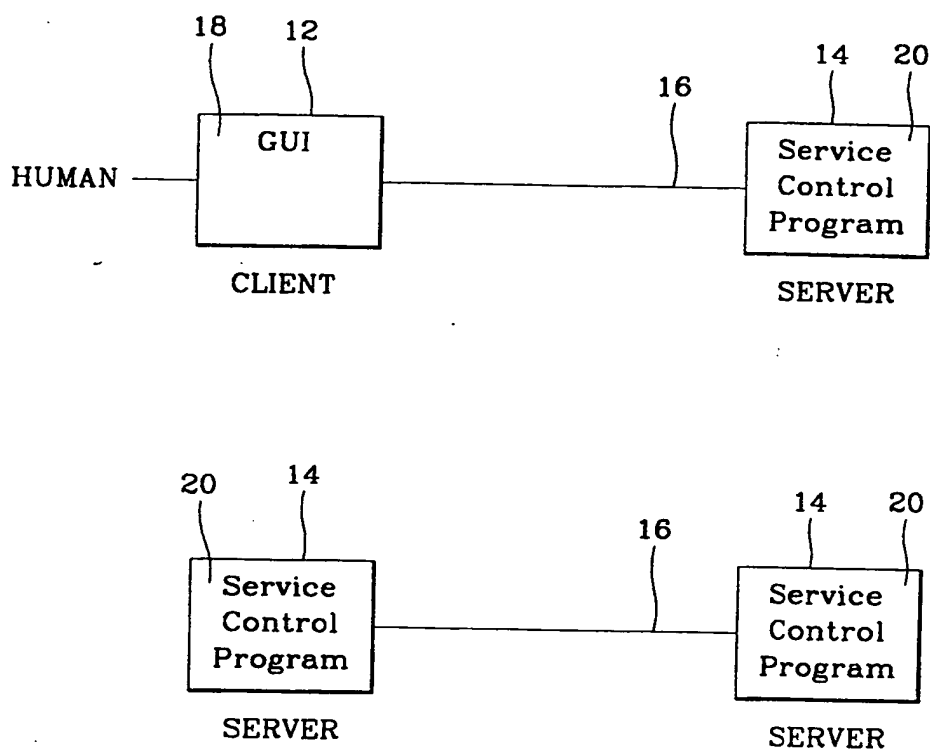 18 12
14 20
16
GUI
Service
Control
Program
HUMAN
CLIENT
SERVER
20 14
14 20
16
Service
Control
Program
Service
Control
Program
SERVER
SERVER